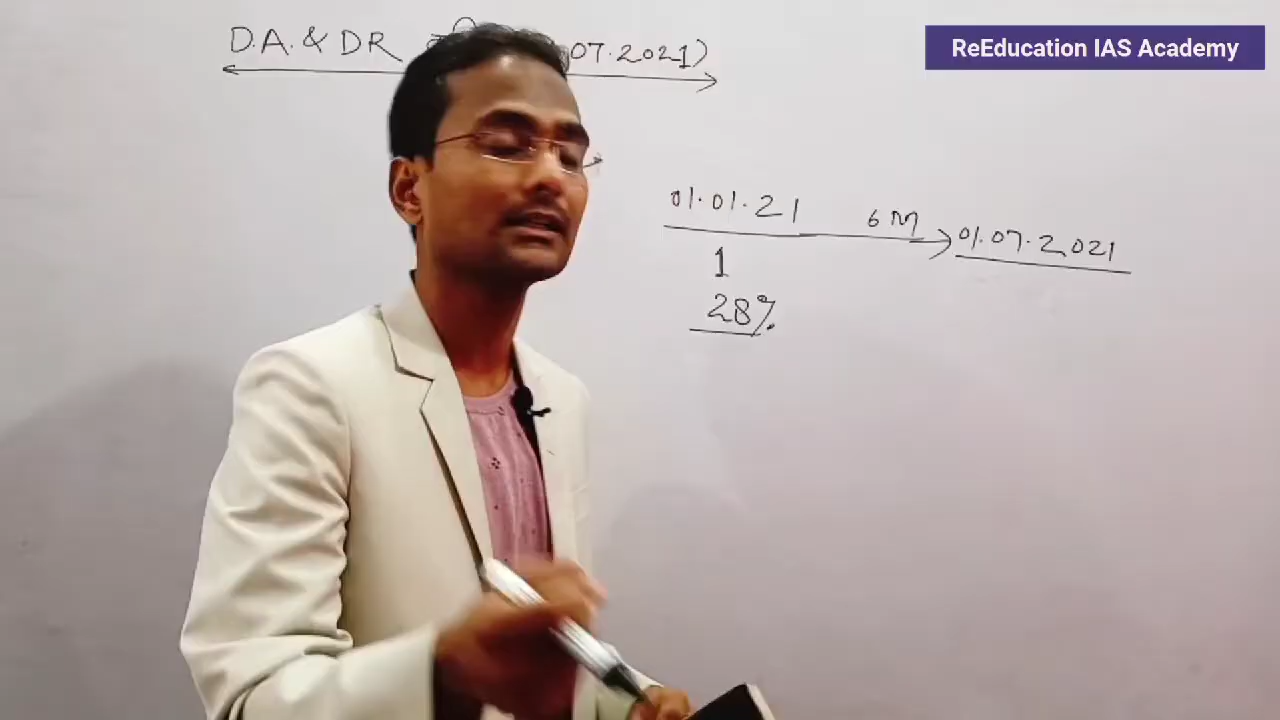 D.A. & DR 07.2021)
ReEducation IAS Academy
01.01.21 6 M 01.07.2021
1
28%